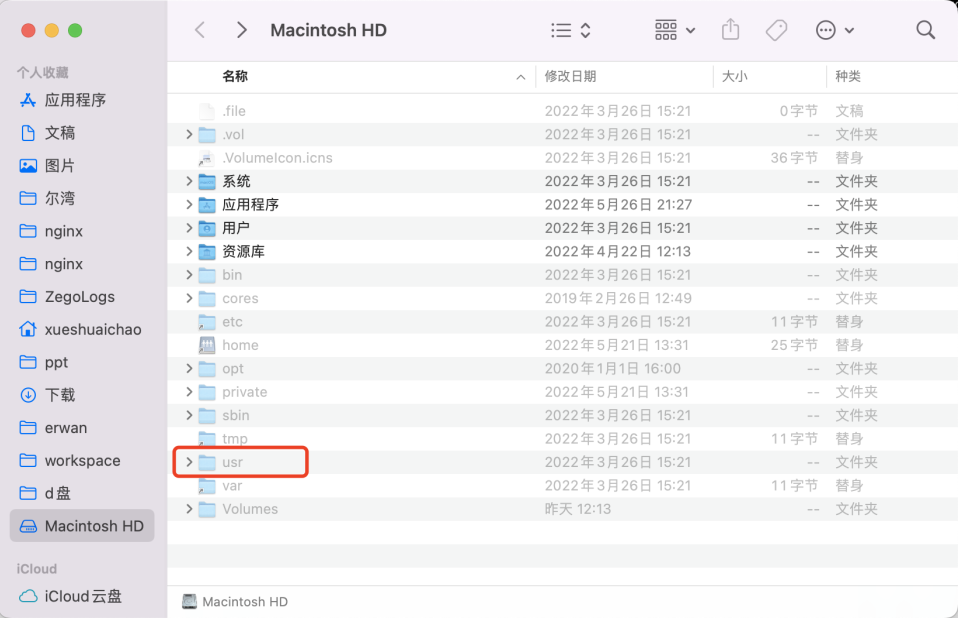 Macintosh HD
个人收藏
应用程序
文稿
图片
尔湾
nginx
nginx
ZegoLogs
xueshuaichao
ppt
下载
erwan
workspace
d盘
Macintosh HD
iCloud
iCloud云盘
名称 修改日期 大小 种类
.file 2022年3月26日 15:21 0字节 文稿
.vol 2022年3月26日 15:21 -- 文件夹
.VolumeIcon.icns 2022年3月26日 15:21 36字节 替身
系统 2022年3月26日 15:21 -- 文件夹
应用程序 2022年5月26日 21:27 -- 文件夹
用户 2022年3月26日 15:21 -- 文件夹
资源库 2022年4月22日 12:13 -- 文件夹
bin 2022年3月26日 15:21 -- 文件夹
cores 2019年2月26日 12:49 -- 文件夹
etc 2022年3月26日 15:21 11字节 替身
home 2022年5月21日 13:31 25字节 替身
opt 2020年1月1日 16:00 -- 文件夹
private 2022年5月21日 13:31 -- 文件夹
sbin 2022年3月26日 15:21 -- 文件夹
tmp 2022年3月26日 15:21 11字节 替身
usr 2022年3月26日 15:21 -- 文件夹
var 2022年3月26日 15:21 11字节 替身
Volumes 昨天 12:13 -- 文件夹
Macintosh HD